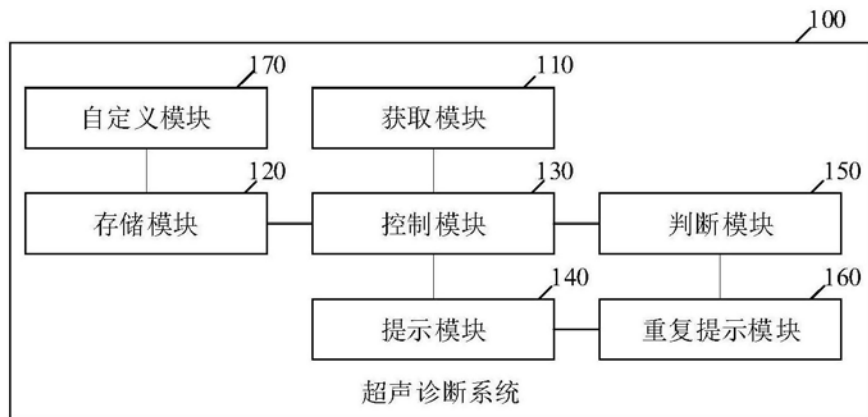 100
170
110
自定义模块
获取模块
120
130
150
存储模块
控制模块
判断模块
140
160
提示模块
重复提示模块
超声诊断系统